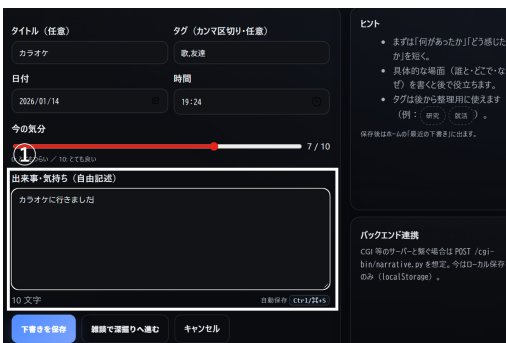 タイトル（任意）
タグ（カンマ区切り・任意）
カラオケ
歌,友達
日付
時間
2026/01/14
19:24
今の気分
7 / 10
①
つらい ／ 10: とても良い
出来事・気持ち（自由記述）
カラオケに行きました
10 文字
自動保存 Ctrl/⌘+S
下書きを保存
雑談で深掘りへ進む
キャンセル
ヒント
まずは「何があったか」「どう感じた
か」を短く。
具体的な場面（誰と・どこで・な
ぜ）を書くと後で役立ちます。
タグは後から整理用に使えます
（例： 研究 就活 ）。
保存後はホームの「最近の下書き」に出ます。
バックエンド連携
CGI 等のサーバーと繋ぐ場合は POST /cgi-
bin/narrative.py を想定。今はローカル保存
のみ（localStorage）。